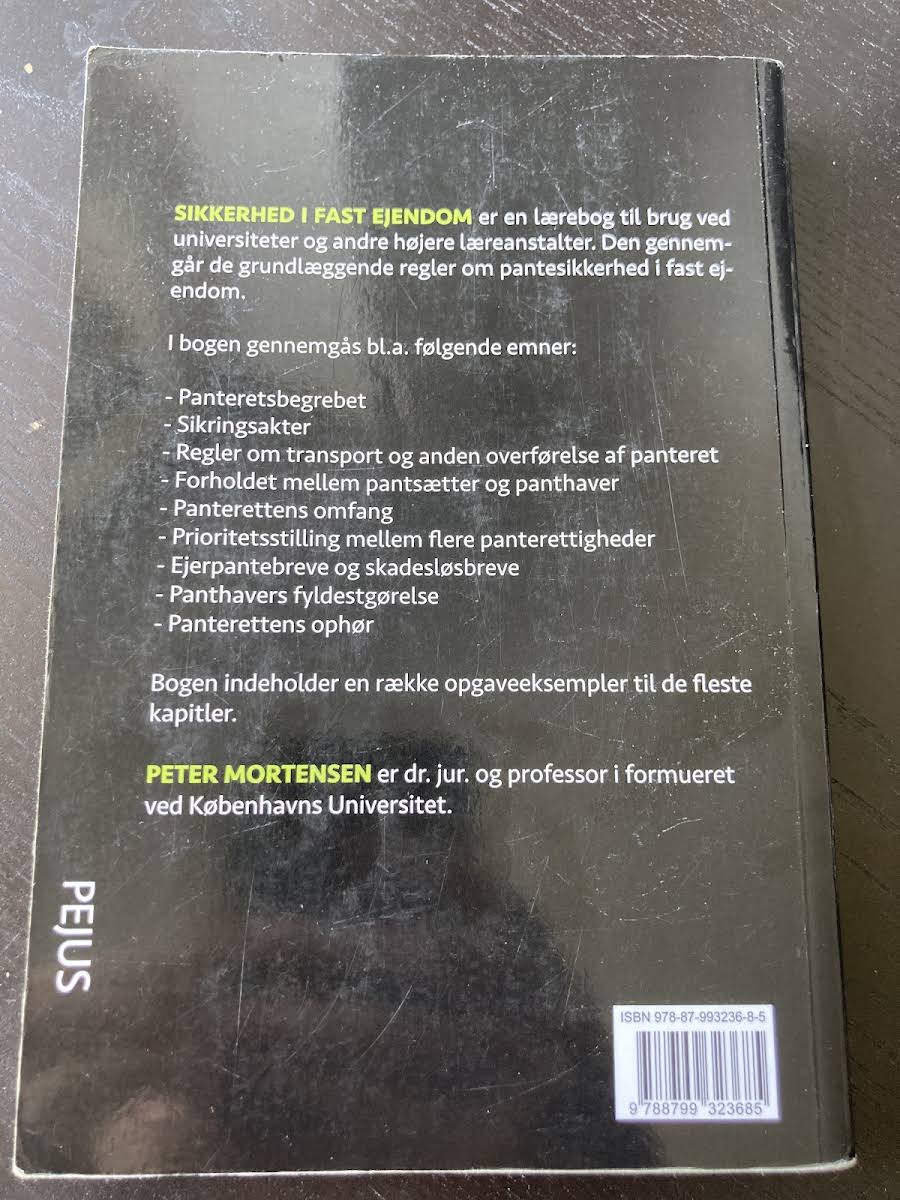 SIKKERHED I FAST EJENDOM er en lærebog til brug ved
universiteter og andre højere læreanstalter. Den gennem-
går de grundlæggende regler om pantesikkerhed i fast ej-
endom.
I bogen gennemgås bl.a. følgende emner:
- Panteretsbegrebet
- Sikringsakter
- Regler om transport og anden overførelse af panteret
- Forholdet mellem pantsætter og panthaver
- Panterettens omfang
- Prioritetsstilling mellem flere panterettigheder
- Ejerpantebreve og skadesløsbreve
- Panthavers fyldestgørelse
- Panterettens ophør
Bogen indeholder en række opgaveeksempler til de fleste
kapitler.
PETER MORTENSEN er dr. jur. og professor i formueret
ved Københavns Universitet.
PEJUS
ISBN 978-87-993236-8-5
9 788799 323685